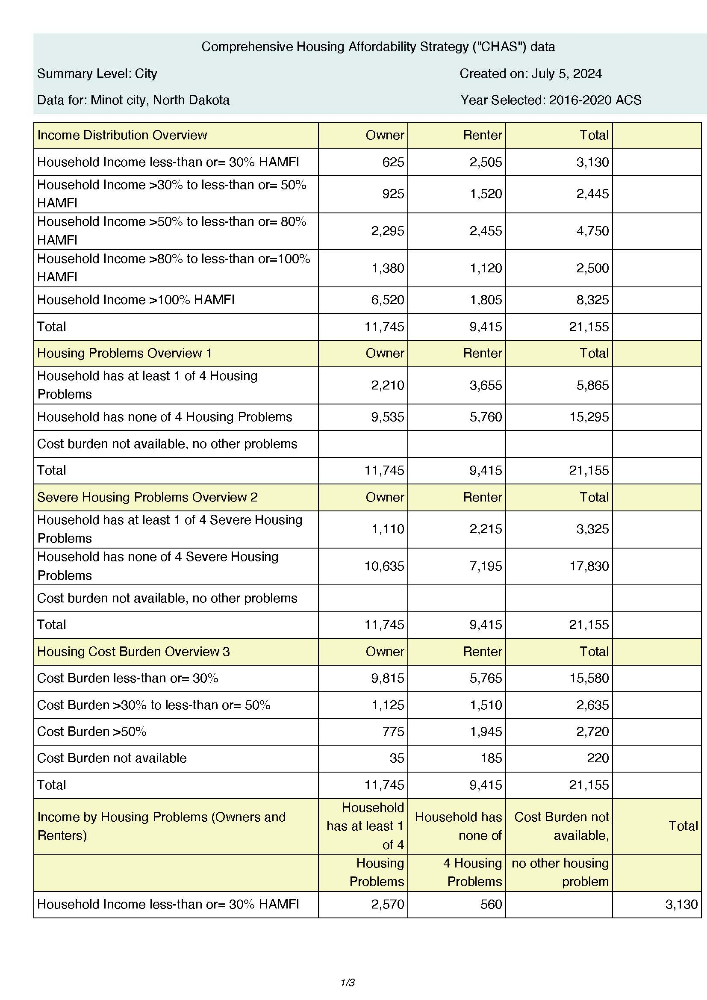 Comprehensive Housing Affordability Strategy ("CHAS") data
Summary Level: City Created on: July 5, 2024
Data for: Minot city, North Dakota Year Selected: 2016-2020 ACS
Income Distribution Overview Owner Renter Total
Household Income less-than or= 30% HAMFI 625 2,505 3,130
Household Income >30% to less-than or= 50%
HAMFI 925 1,520 2,445
Household Income >50% to less-than or= 80%
HAMFI 2,295 2,455 4,750
Household Income >80% to less-than or=100%
HAMFI 1,380 1,120 2,500
Household Income >100% HAMFI 6,520 1,805 8,325
Total 11,745 9,415 21,155
Housing Problems Overview 1 Owner Renter Total
Household has at least 1 of 4 Housing
Problems 2,210 3,655 5,865
Household has none of 4 Housing Problems 9,535 5,760 15,295
Cost burden not available, no other problems
Total 11,745 9,415 21,155
Severe Housing Problems Overview 2 Owner Renter Total
Household has at least 1 of 4 Severe Housing
Problems 1,110 2,215 3,325
Household has none of 4 Severe Housing
Problems 10,635 7,195 17,830
Cost burden not available, no other problems
Total 11,745 9,415 21,155
Housing Cost Burden Overview 3 Owner Renter Total
Cost Burden less-than or= 30% 9,815 5,765 15,580
Cost Burden >30% to less-than or= 50% 1,125 1,510 2,635
Cost Burden >50% 775 1,945 2,720
Cost Burden not available 35 185 220
Total 11,745 9,415 21,155
Income by Housing Problems (Owners and
Renters)
Household
has at least 1
of 4
Household has
none of
Cost Burden not
available,
Total
Housing
Problems
4 Housing
Problems
no other housing
problem
Household Income less-than or= 30% HAMFI 2,570 560 3,130
1/3